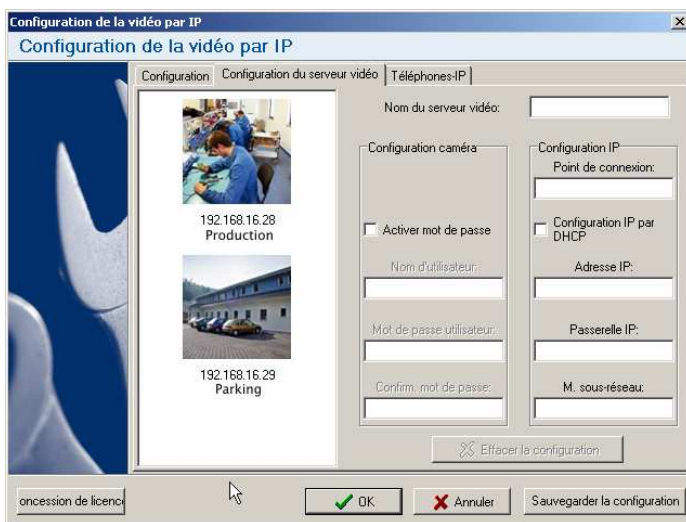 Configuration de la vidéo par IP
Configuration de la vidéo par IP
Configuration
Configuration du serveur vidéo
Téléphones-IP
192.168.16.28
Production
192.168.16.29
Parking
Nom du serveur vidéo:
Configuration caméra
Activer mot de passe
Nom d'utilisateur:
Mot de passe utilisateur:
Confirm. mot de passe:
Configuration IP
Point de connexion:
Configuration IP par
DHCP
Adresse IP:
Passerelle IP:
M. sous-réseau:
Effacer la configuration
oncession de licenc
OK
Annuler
Sauvegarder la configuration